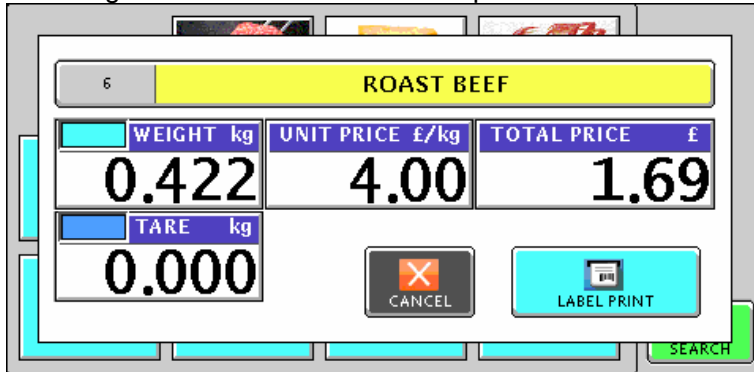 6 ROAST BEEF
WEIGHT kg UNIT PRICE £/kg TOTAL PRICE £
0.422 4.00 1.69
TARE kg
0.000
CANCEL LABEL PRINT
SEARCH